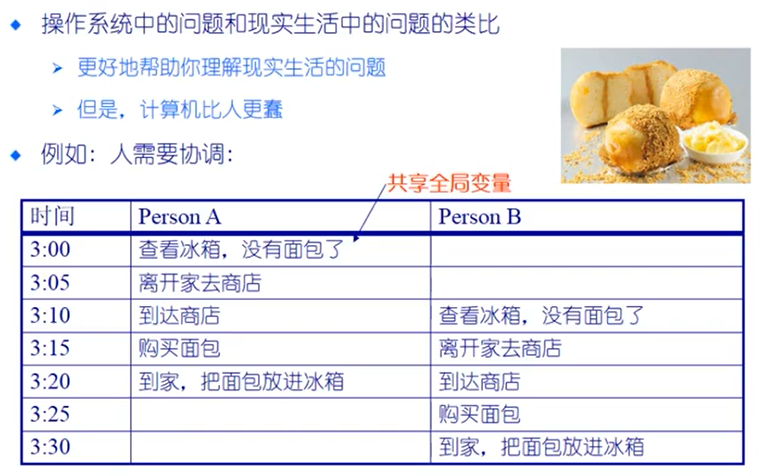 操作系统中的问题和现实生活中的问题的类比
更好地帮助你理解现实生活的问题
但是，计算机比人更蠢
例如：人需要协调：
共享全局变量
时间 Person A Person B
3:00 查看冰箱，没有面包了
3:05 离开家去商店
3:10 到达商店 查看冰箱，没有面包了
3:15 购买面包 离开家去商店
3:20 到家，把面包放进冰箱 到达商店
3:25 购买面包
3:30 到家，把面包放进冰箱